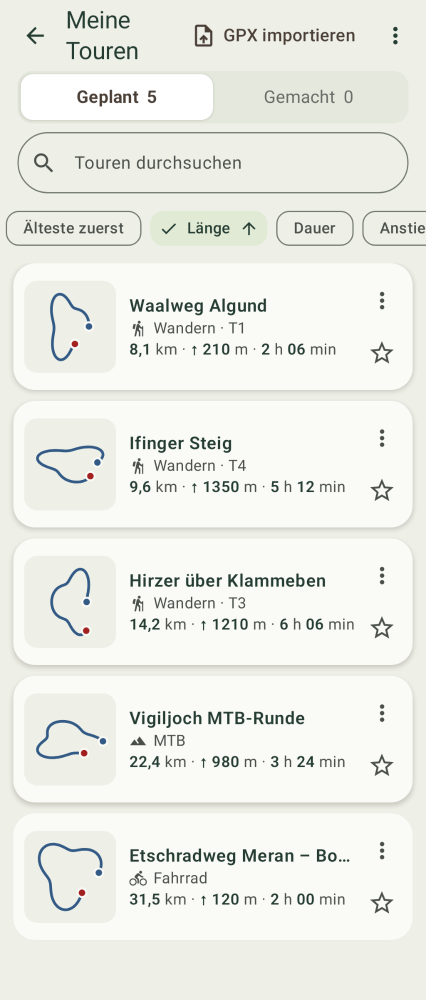 Meine
Touren
GPX importieren
Geplant 5
Gemacht 0
Touren durchsuchen
Älteste zuerst
Länge
Dauer
Anstie
Waalweg Algund
Wandern · T1
8,1 km · ↑ 210 m · 2 h 06 min
Ifinger Steig
Wandern · T4
9,6 km · ↑ 1350 m · 5 h 12 min
Hirzer über Klammeben
Wandern · T3
14,2 km · ↑ 1210 m · 6 h 06 min
Vigiljoch MTB-Runde
MTB
22,4 km · ↑ 980 m · 3 h 24 min
Etschradweg Meran – Bo…
Fahrrad
31,5 km · ↑ 120 m · 2 h 00 min